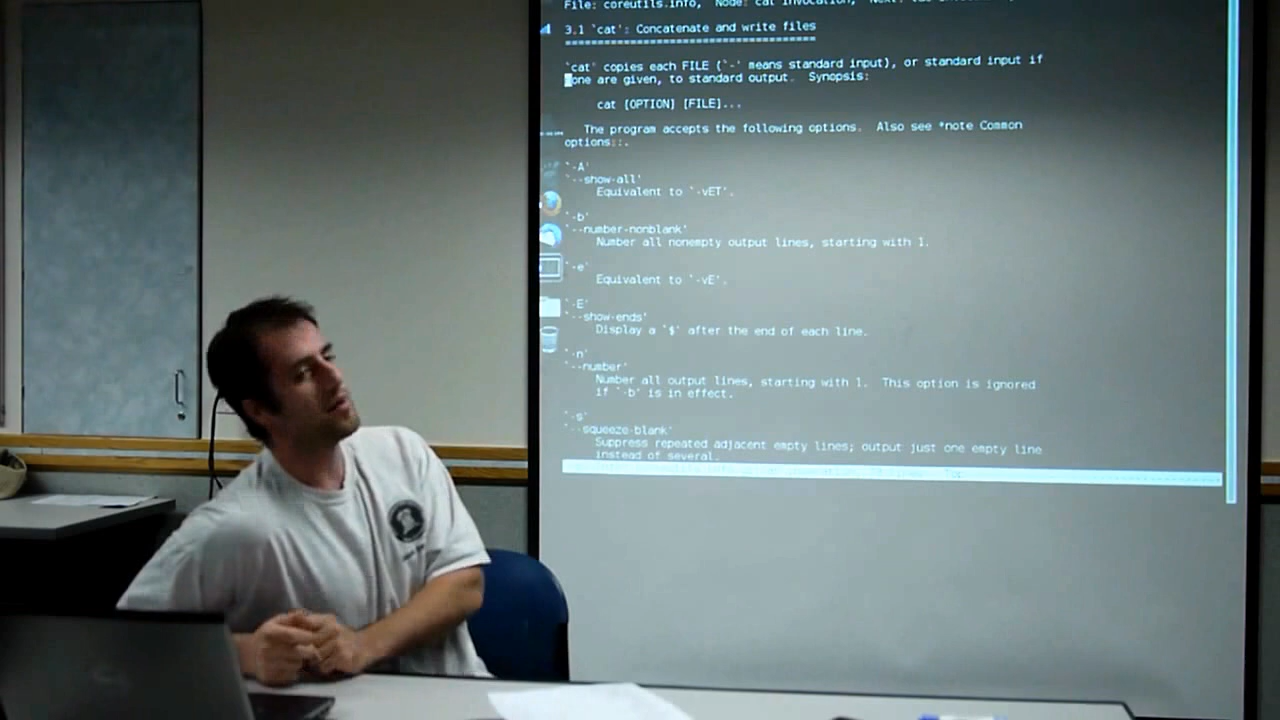 File: coreutils.info, Node: cat invocation, Next:
3.1 `cat': Concatenate and write files
======================================
`cat' copies each FILE (`-' means standard input), or standard input if
one are given, to standard output.  Synopsis:
cat [OPTION] [FILE]...
The program accepts the following options.  Also see *note Common
options::.
`-A'
`--show-all'
Equivalent to `-vET'.
`-b'
`--number-nonblank'
Number all nonempty output lines, starting with 1.
`-e'
Equivalent to `-vE'.
`-E'
`--show-ends'
Display a `$' after the end of each line.
`-n'
`--number'
Number all output lines, starting with 1.  This option is ignored
if `-b' is in effect.
`-s'
`--squeeze-blank'
Suppress repeated adjacent empty lines; output just one empty line
instead of several.